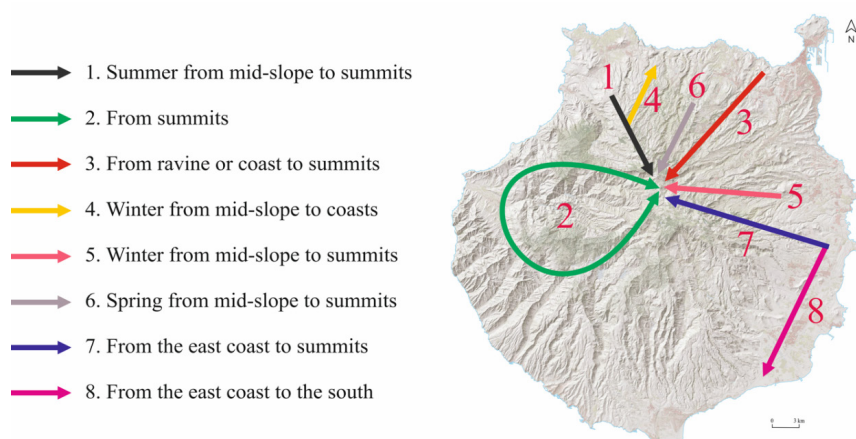 1. Summer from mid-slope to summits
2. From summits
3. From ravine or coast to summits
4. Winter from mid-slope to coasts
5. Winter from mid-slope to summits
6. Spring from mid-slope to summits
7. From the east coast to summits
8. From the east coast to the south
N
1
4
6
3
5
2
7
8
0 3 km